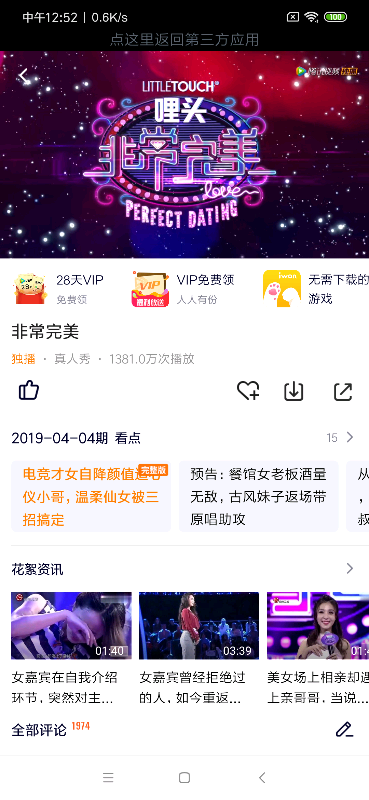 中午12:52 | 0.6K/s
100
点这里返回第三方应用
LITTLETOUCH
哩头
非常完美
love
PERFECT DATING
28天VIP
免费领
VIP
福利放送
VIP免费领
人人有份
无需下载的
游戏
非常完美
独播 · 真人秀 · 1381.0万次播放
2019-04-04期 看点
15
完整版
电竞才女自降颜值追心
仪小哥，温柔仙女被三
招搞定
预告：餐馆女老板酒量
无敌，古风妹子返场带
原唱助攻
从
，
叔
花絮资讯
01:40
03:39
01:4
女嘉宾在自我介绍
环节，突然对主...
女嘉宾曾经拒绝过
的人，如今重返...
美女场上相亲却遇
上亲哥哥，当说...
全部评论 1974